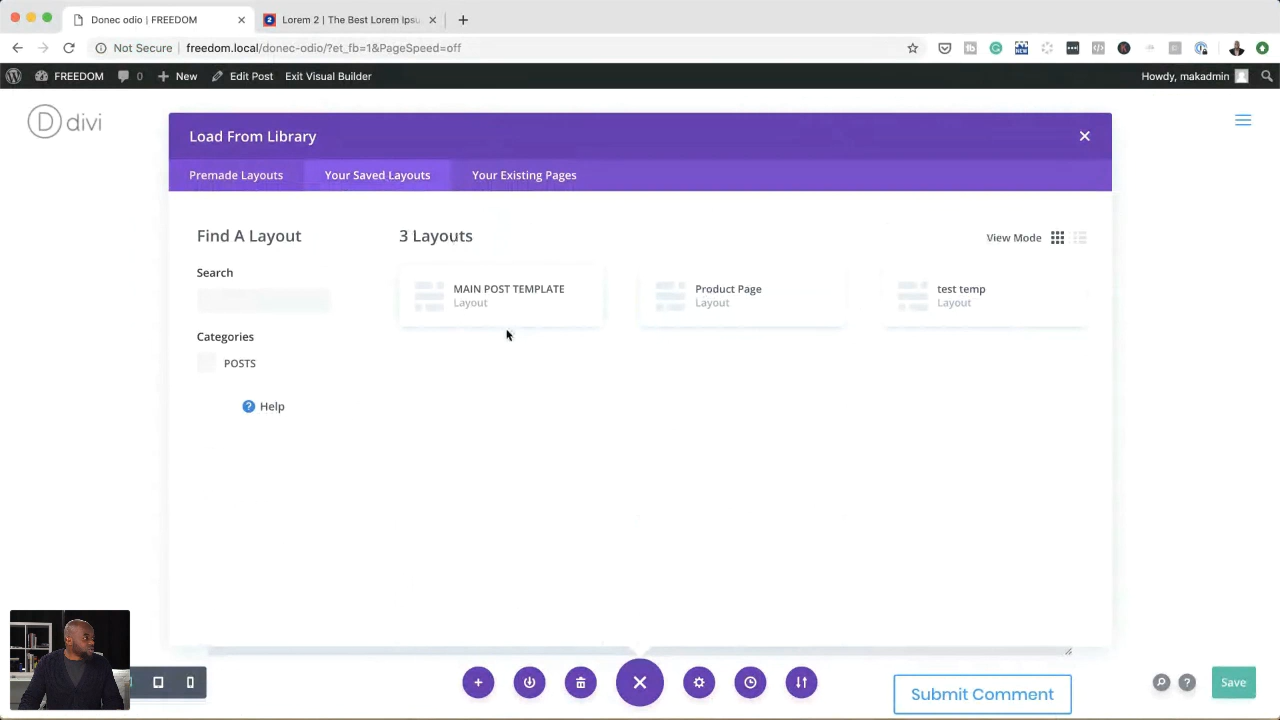 Donec odio | FREEDOM
Lorem 2 | The Best Lorem Ipsu
Not Secure
freedom.local/donec-odio/?et_fb=1&PageSpeed=off
FREEDOM 0 New Edit Post Exit Visual Builder Howdy, makadmin
D divi
Load From Library
Premade Layouts Your Saved Layouts Your Existing Pages
Find A Layout
3 Layouts
View Mode
Search
MAIN POST TEMPLATE
Layout
Product Page
Layout
test temp
Layout
Categories
POSTS
? Help
Submit Comment
?
Save